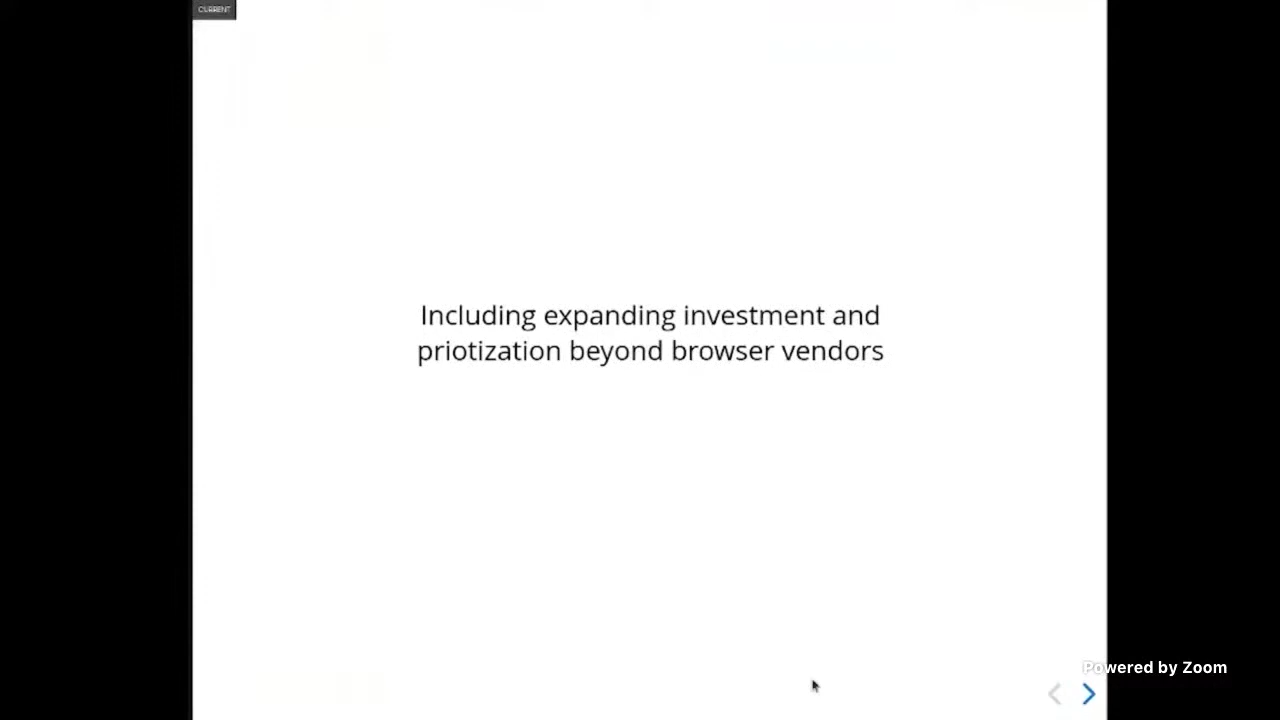 CURRENT
Including expanding investment and
priotization beyond browser vendors
Powered by Zoom